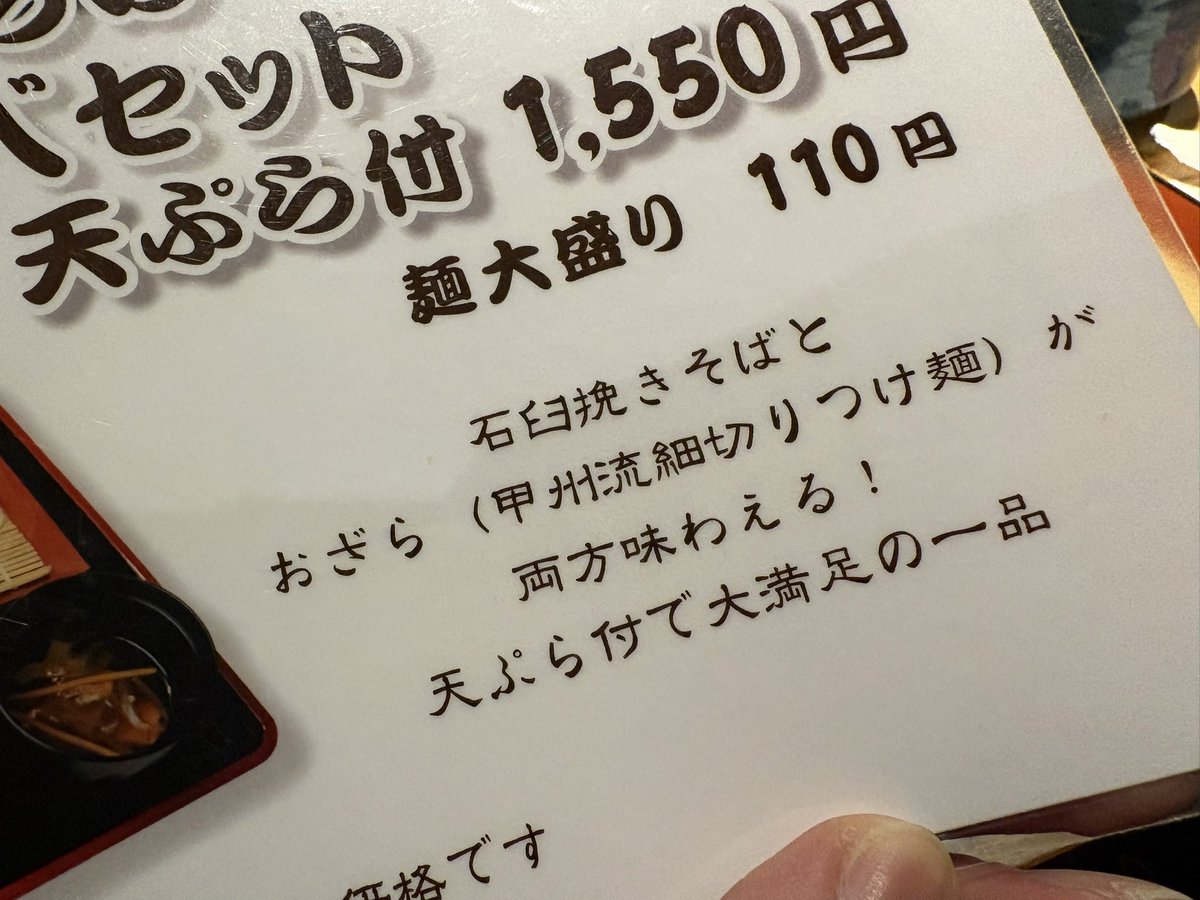 セット
天ぷら付 1,550円
麺大盛り 110円
石臼挽きそばと
おざら（甲州流細切りつけ麺）が
両方味わえる！
天ぷら付で大満足の一品
価格です